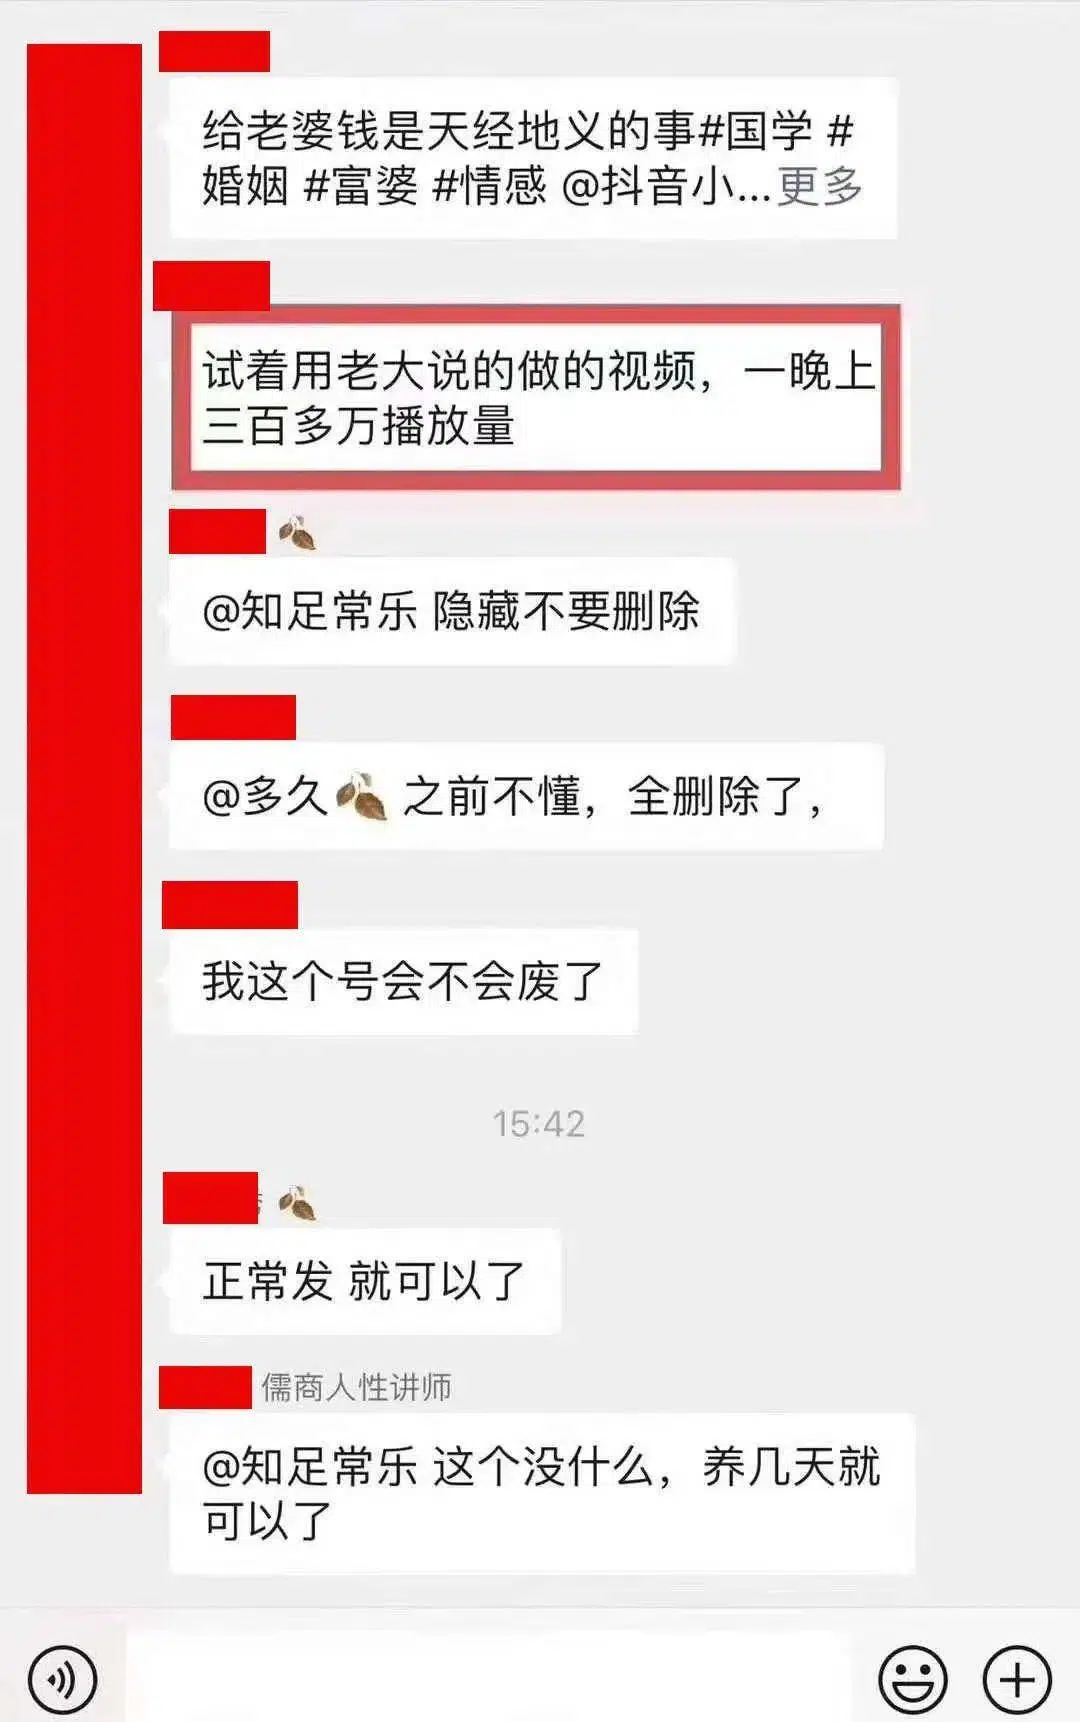 给老婆钱是天经地义的事#国学 #
婚姻 #富婆 #情感 @抖音小...更多
试着用老大说的做的视频，一晚上
三百多万播放量
@知足常乐 隐藏不要删除
@多久🍂 之前不懂，全删除了，
我这个号会不会废了
15:42
正常发 就可以了
儒商人性讲师
@知足常乐 这个没什么，养几天就
可以了